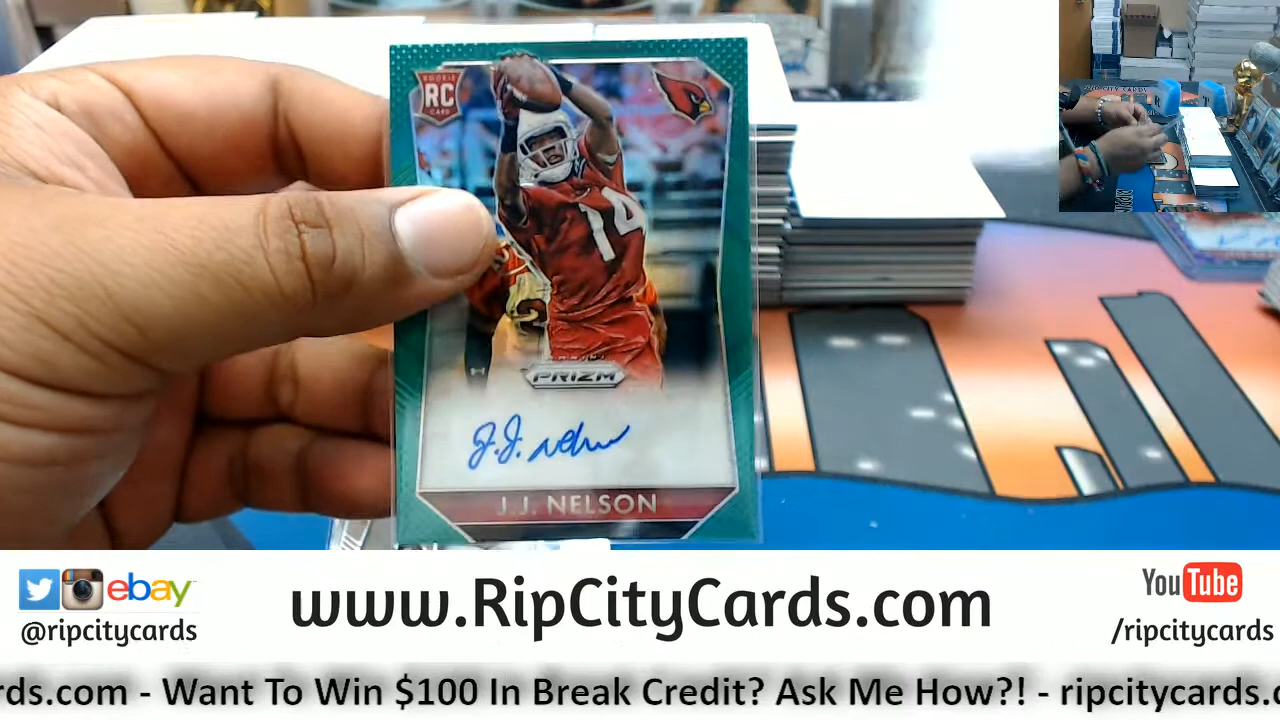 ROOKIE
RC
CARD
14
PRIZM
J.J. Nelson
J.J. NELSON
ebay
@ripcitycards
www.RipCityCards.com
YouTube
/ripcitycards
rds.com - Want To Win $100 In Break Credit? Ask Me How?! - ripcitycards.c